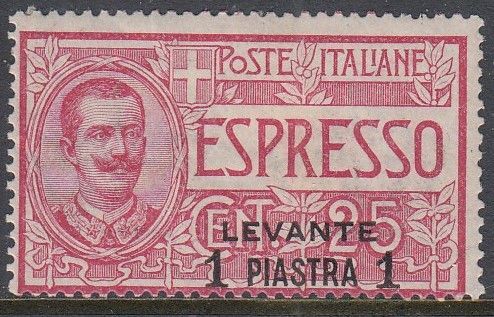 POSTE ITALIANE
ESPRESSO
CENT. 25
LEVANTE
1 PIASTRA 1